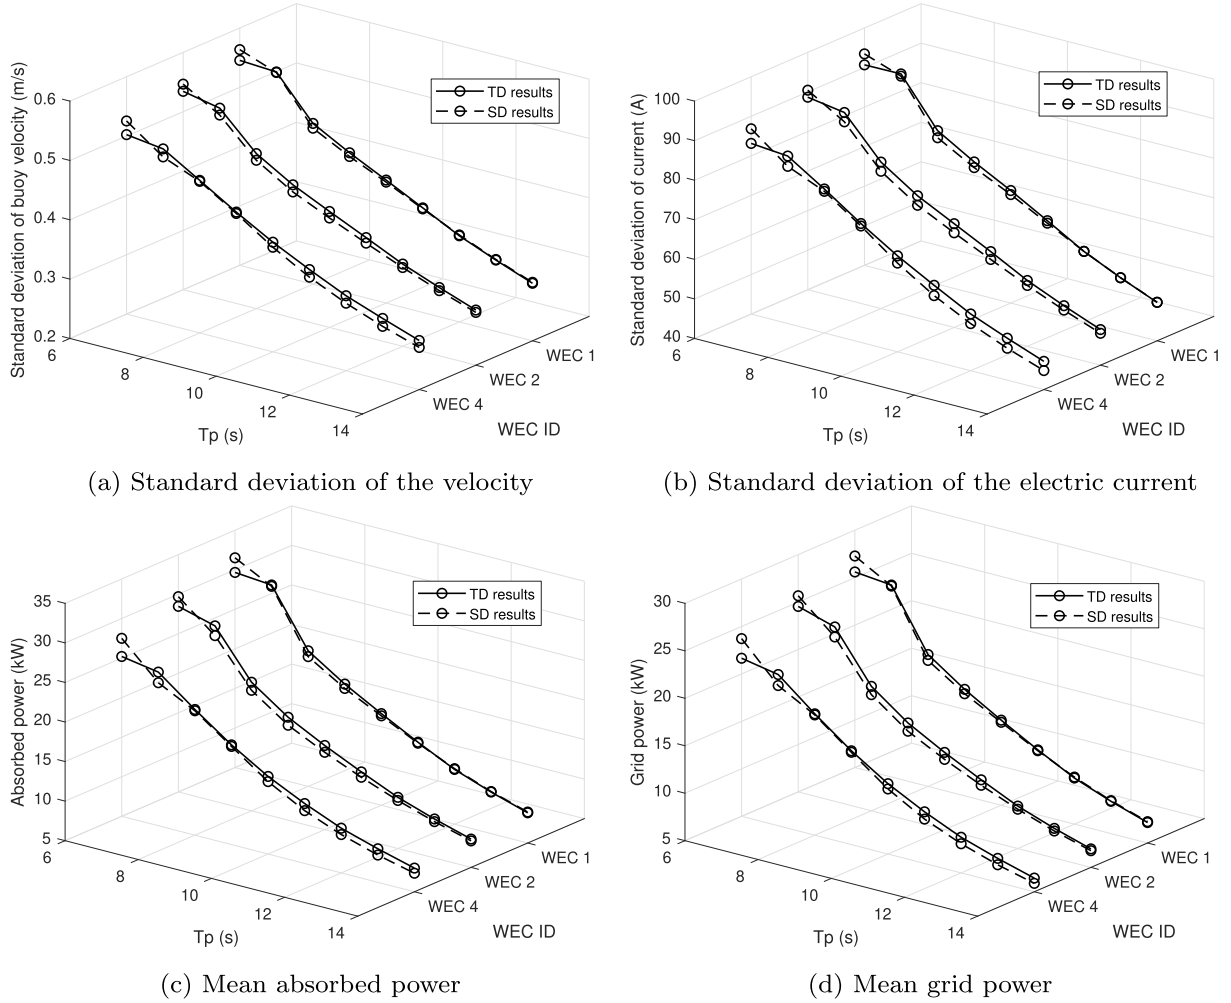 Standard deviation of buoy velocity (m/s)
0.6
0.5
0.4
0.3
0.2
6
8
10
12
14
Tp (s)
WEC 1
WEC 2
WEC 4
WEC ID
TD results
SD results
(a) Standard deviation of the velocity
Standard deviation of current (A)
100
90
80
70
60
50
40
6
8
10
12
14
Tp (s)
WEC 1
WEC 2
WEC 4
WEC ID
TD results
SD results
(b) Standard deviation of the electric current
Absorbed power (kW)
35
30
25
20
15
10
5
6
8
10
12
14
Tp (s)
WEC 1
WEC 2
WEC 4
WEC ID
TD results
SD results
(c) Mean absorbed power
Grid power (kW)
30
25
20
15
10
5
6
8
10
12
14
Tp (s)
WEC 1
WEC 2
WEC 4
WEC ID
TD results
SD results
(d) Mean grid power